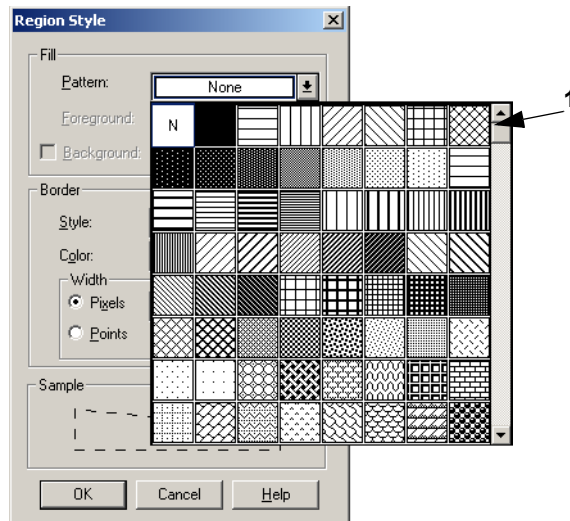 Region Style
Fill
Pattern:
None
1
Foreground:
N
Background:
Border
Style:
Color:
Width
Pixels
Points
Sample
OK
Cancel
Help